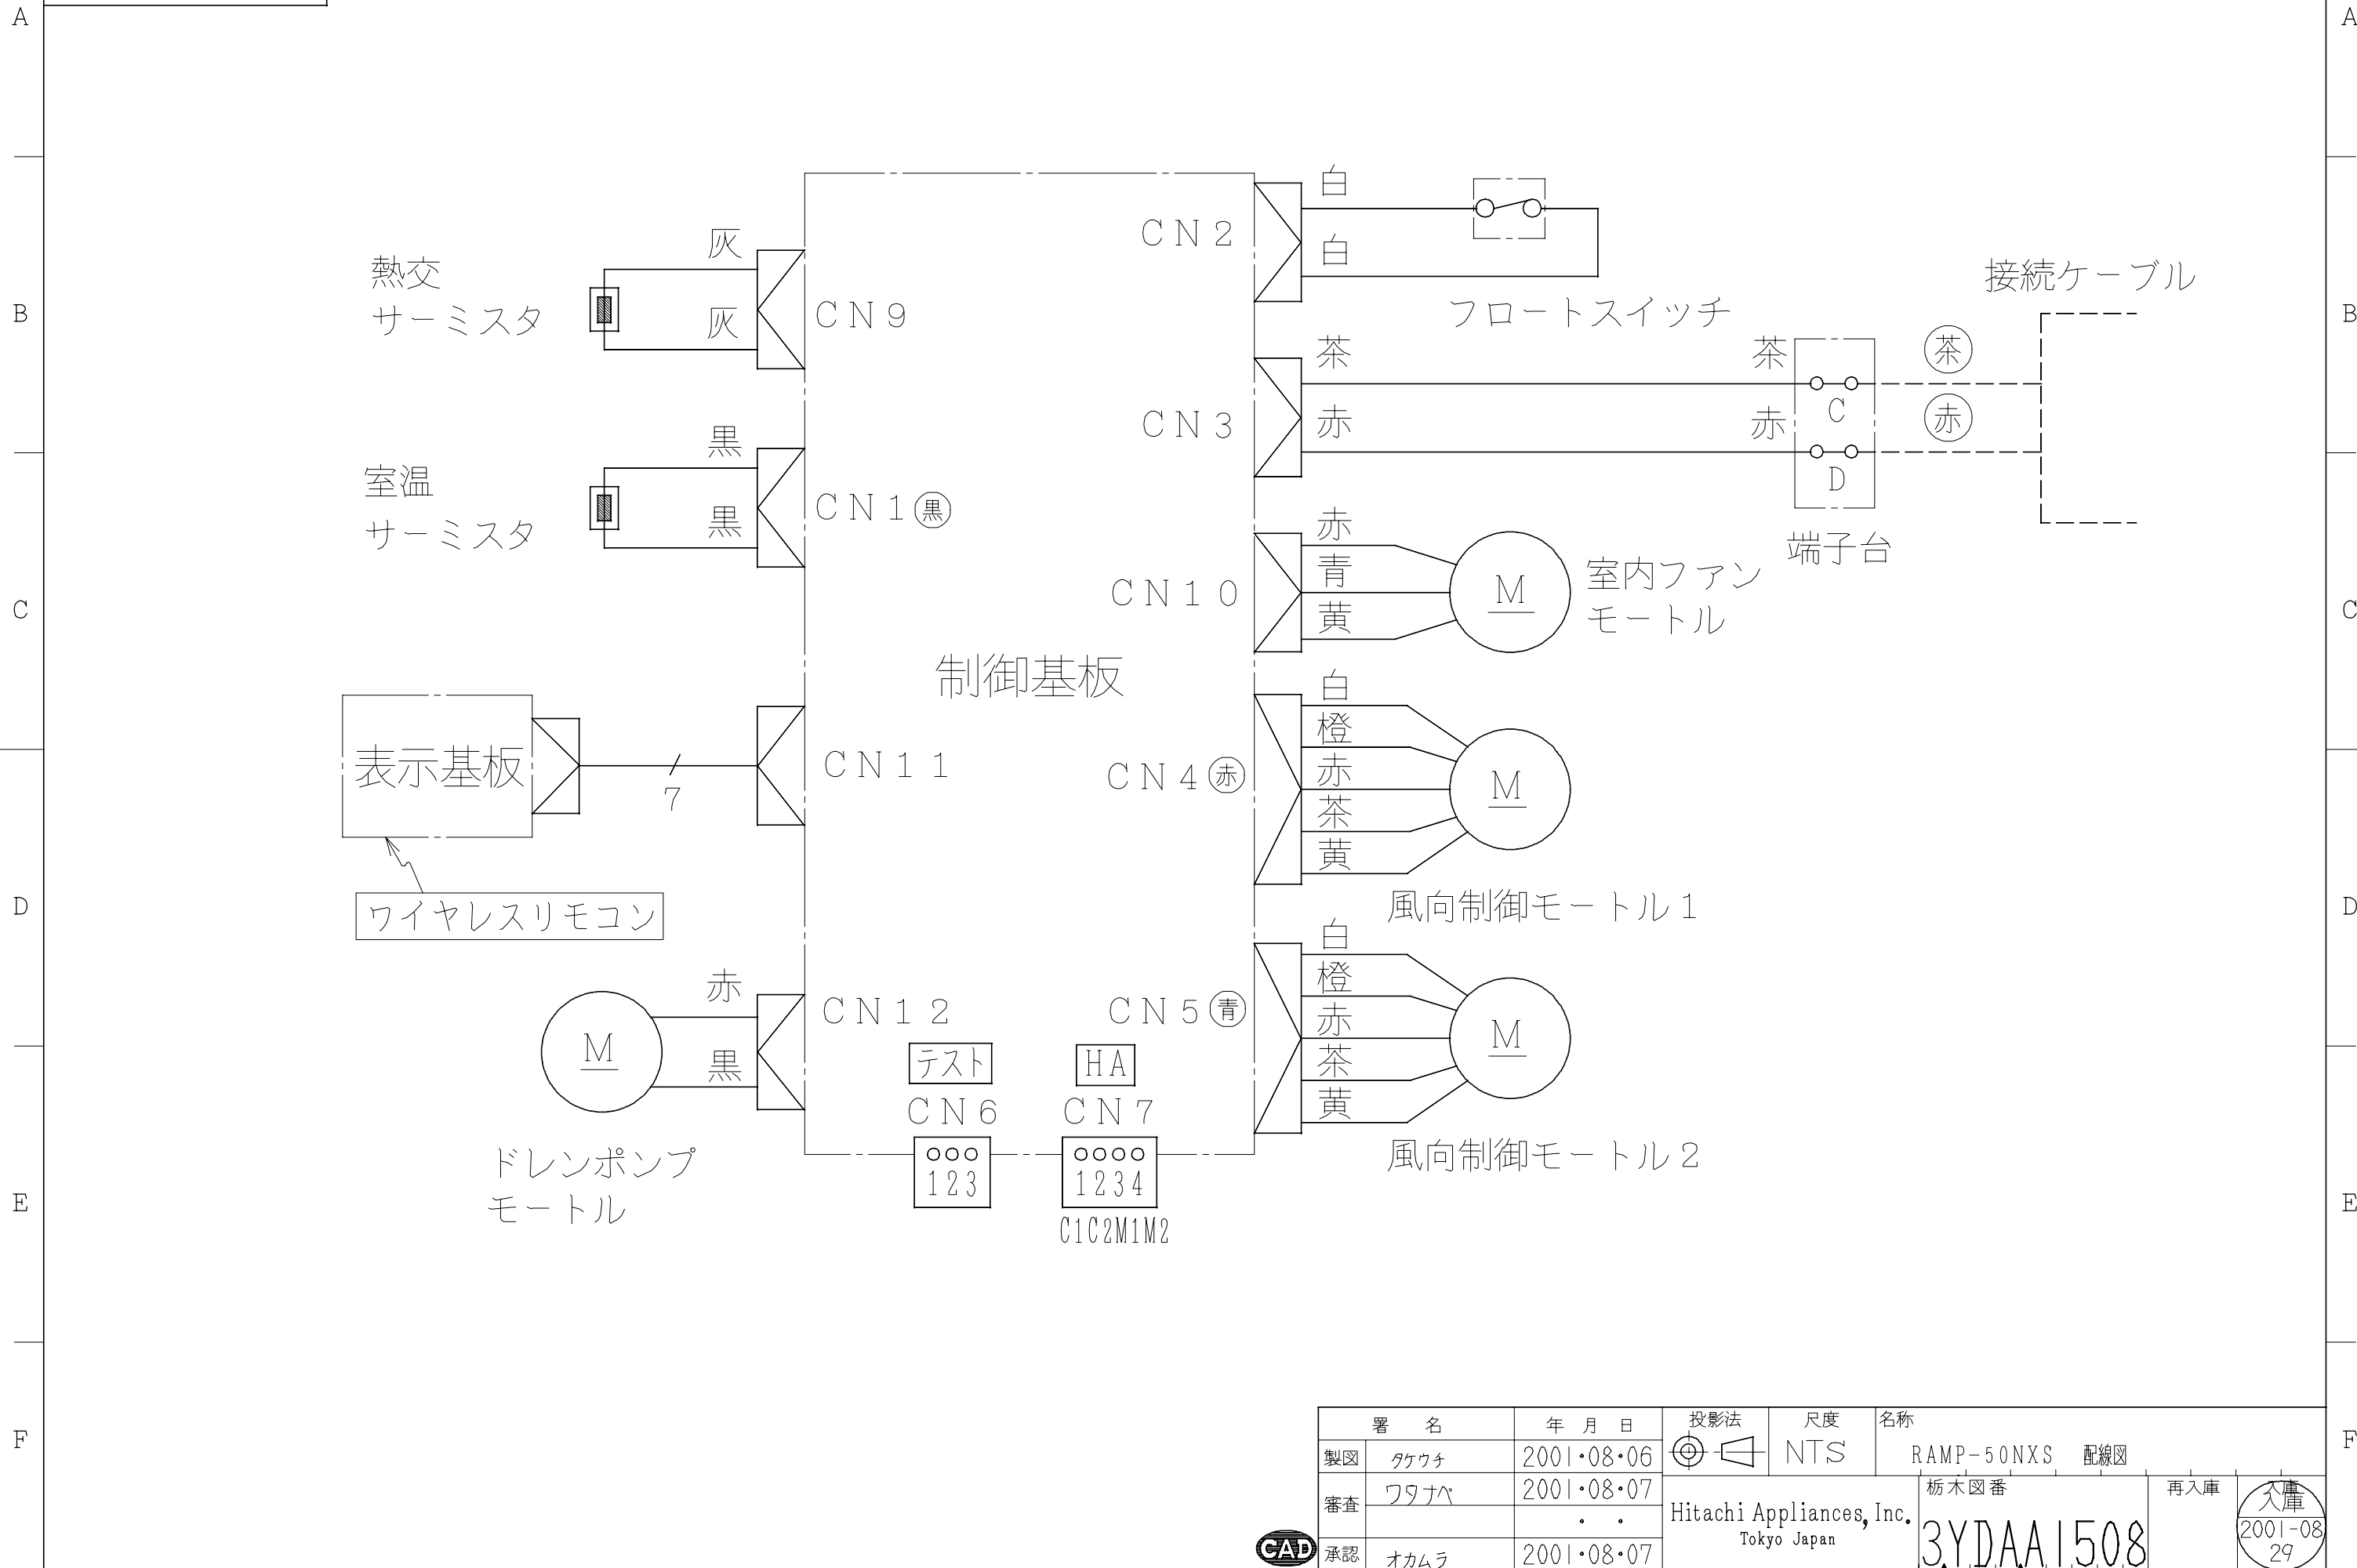 A
A
B
B
C
C
D
D
E
E
F
F
熱交
サーミスタ
灰
灰
CN9
室温
サーミスタ
黒
黒
CN1 黒
表示基板
7
CN11
ワイヤレスリモコン
M
赤
黒
CN12
ドレンポンプ
モートル
制御基板
テスト
CN6
123
HA
CN7
1234
C1C2M1M2
CN2
白
白
フロートスイッチ
CN3
茶
赤
茶
赤
C
D
端子台
茶
赤
接続ケーブル
CN10
赤
青
黄
M
室内ファン
モートル
CN4 赤
白
橙
赤
茶
黄
M
風向制御モートル1
CN5 青
白
橙
赤
茶
黄
M
風向制御モートル2
署名
年月日
製図 タケウチ 2001・08・06
審査 ワタナベ 2001・08・07
・ ・
承認 オカムラ 2001・08・07
投影法
尺度
NTS
名称
RAMP-50NXS 配線図
Hitachi Appliances, Inc.
Tokyo Japan
栃木図番
3YDAA1508
再入庫
入庫
入庫
2001-08
29
CAD